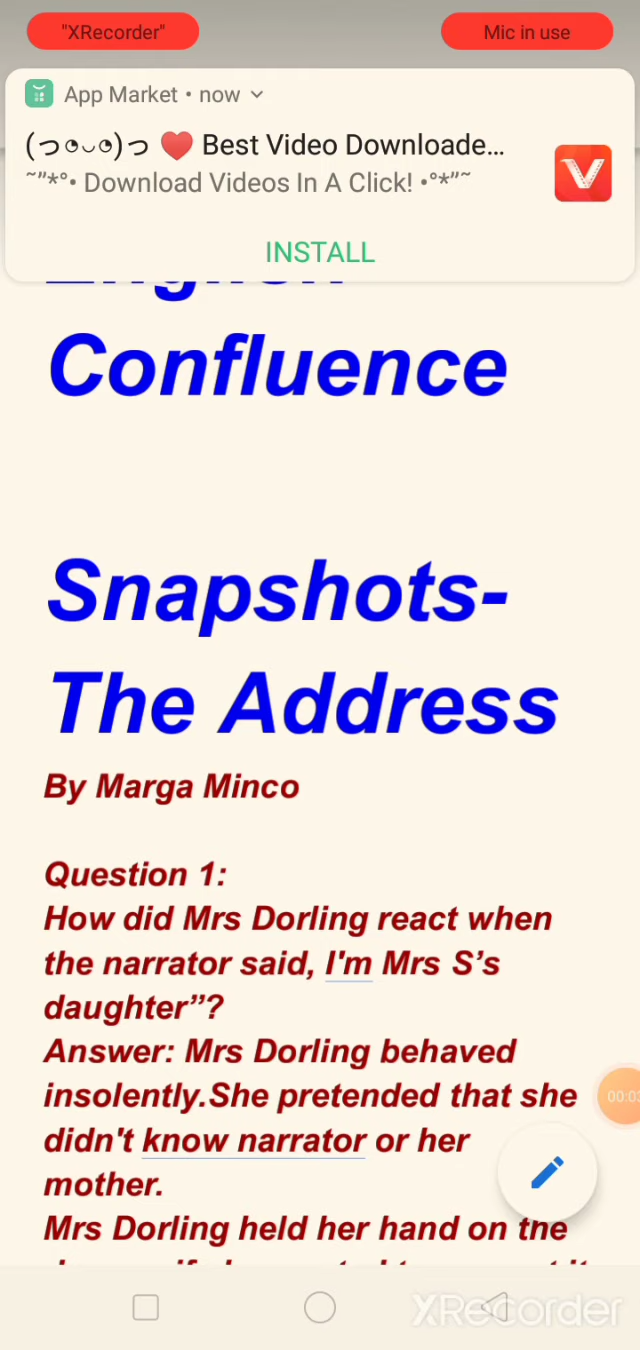 "XRecorder"
Mic in use
App Market • now
(っ◔◡◔)っ ♥ Best Video Downloade...
˜”*°• Download Videos In A Click! •°*”˜
INSTALL
English
Confluence
Snapshots-
The Address
By Marga Minco
Question 1:
How did Mrs Dorling react when
the narrator said, I'm Mrs S’s
daughter”?
Answer: Mrs Dorling behaved
insolently.She pretended that she
didn't know narrator or her
mother.
Mrs Dorling held her hand on the
00:03
XRecorder